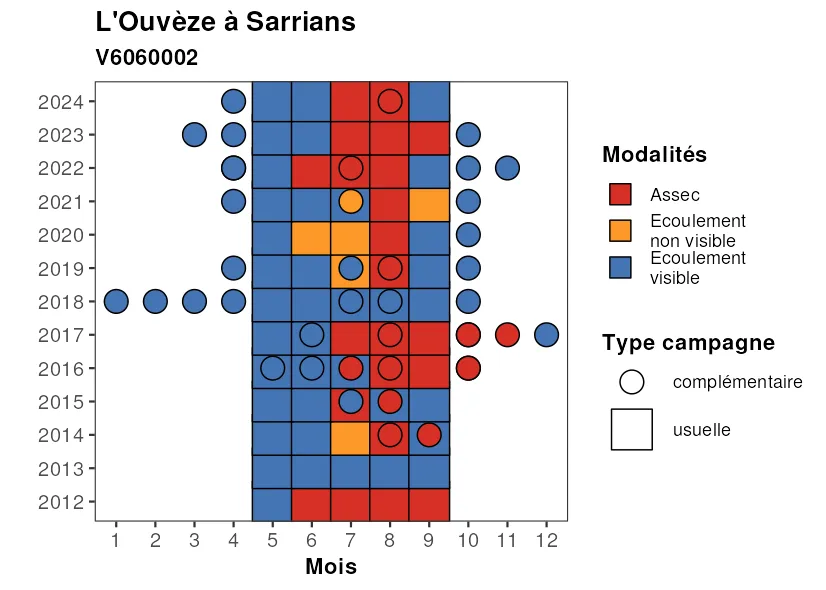 L'Ouvèze à Sarrians
V6060002
2024
2023
2022
2021
2020
2019
2018
2017
2016
2015
2014
2013
2012
1 2 3 4 5 6 7 8 9 10 11 12
Mois
Modalités
Assec
Ecoulement
non visible
Ecoulement
visible
Type campagne
complémentaire
usuelle